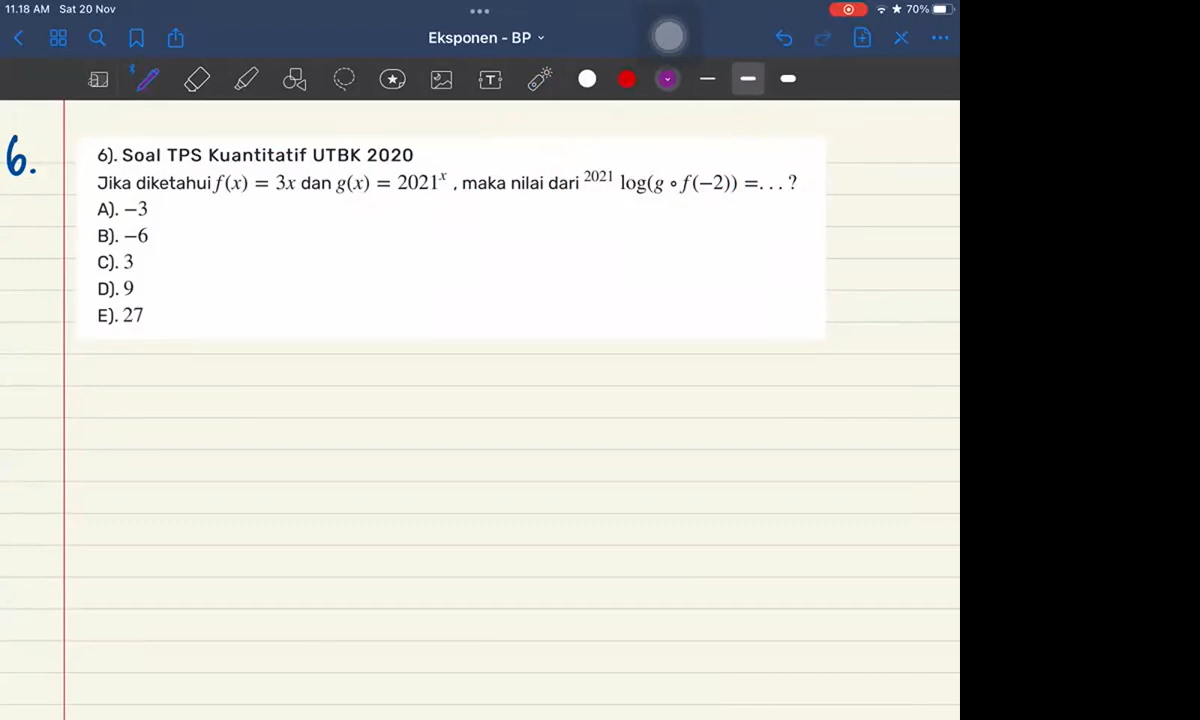 11.18 AM Sat 20 Nov
70%
Eksponen - BP
T
6.
6). Soal TPS Kuantitatif UTBK 2020
Jika diketahui f(x) = 3x dan g(x) = 2021ˣ , maka nilai dari ²⁰²¹ log(g ∘ f(−2)) =. . . ?
A). −3
B). −6
C). 3
D). 9
E). 27